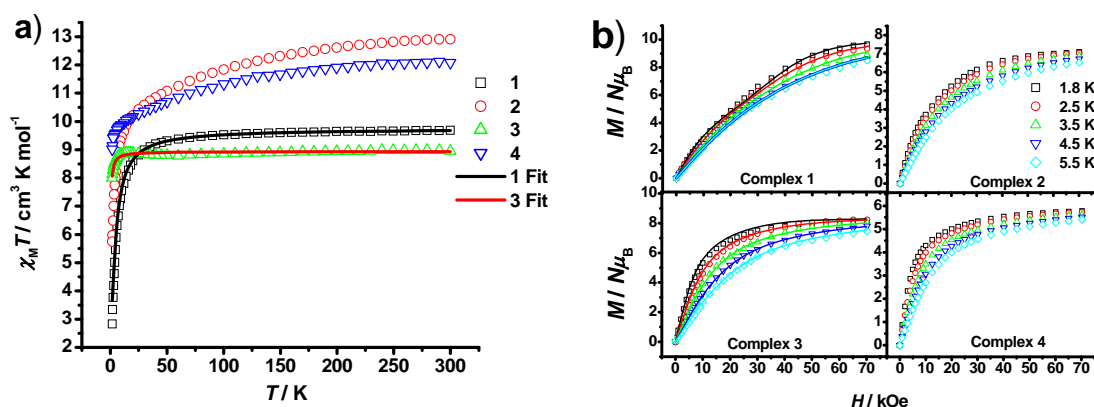 a)
χMT / cm³ K mol⁻¹
13
12
11
10
9
8
7
6
5
4
3
2
0 50 100 150 200 250 300
T / K
1
2
3
4
1 Fit
3 Fit
b)
M / NμB
10
8
6
4
2
0
Complex 1
8
7
6
5
4
3
2
1
0
1.8 K
2.5 K
3.5 K
4.5 K
5.5 K
Complex 2
M / NμB
10
8
6
4
2
0
Complex 3
0 10 20 30 40 50 60 70
6
5
4
3
2
1
0
Complex 4
0 10 20 30 40 50 60 70
H / kOe